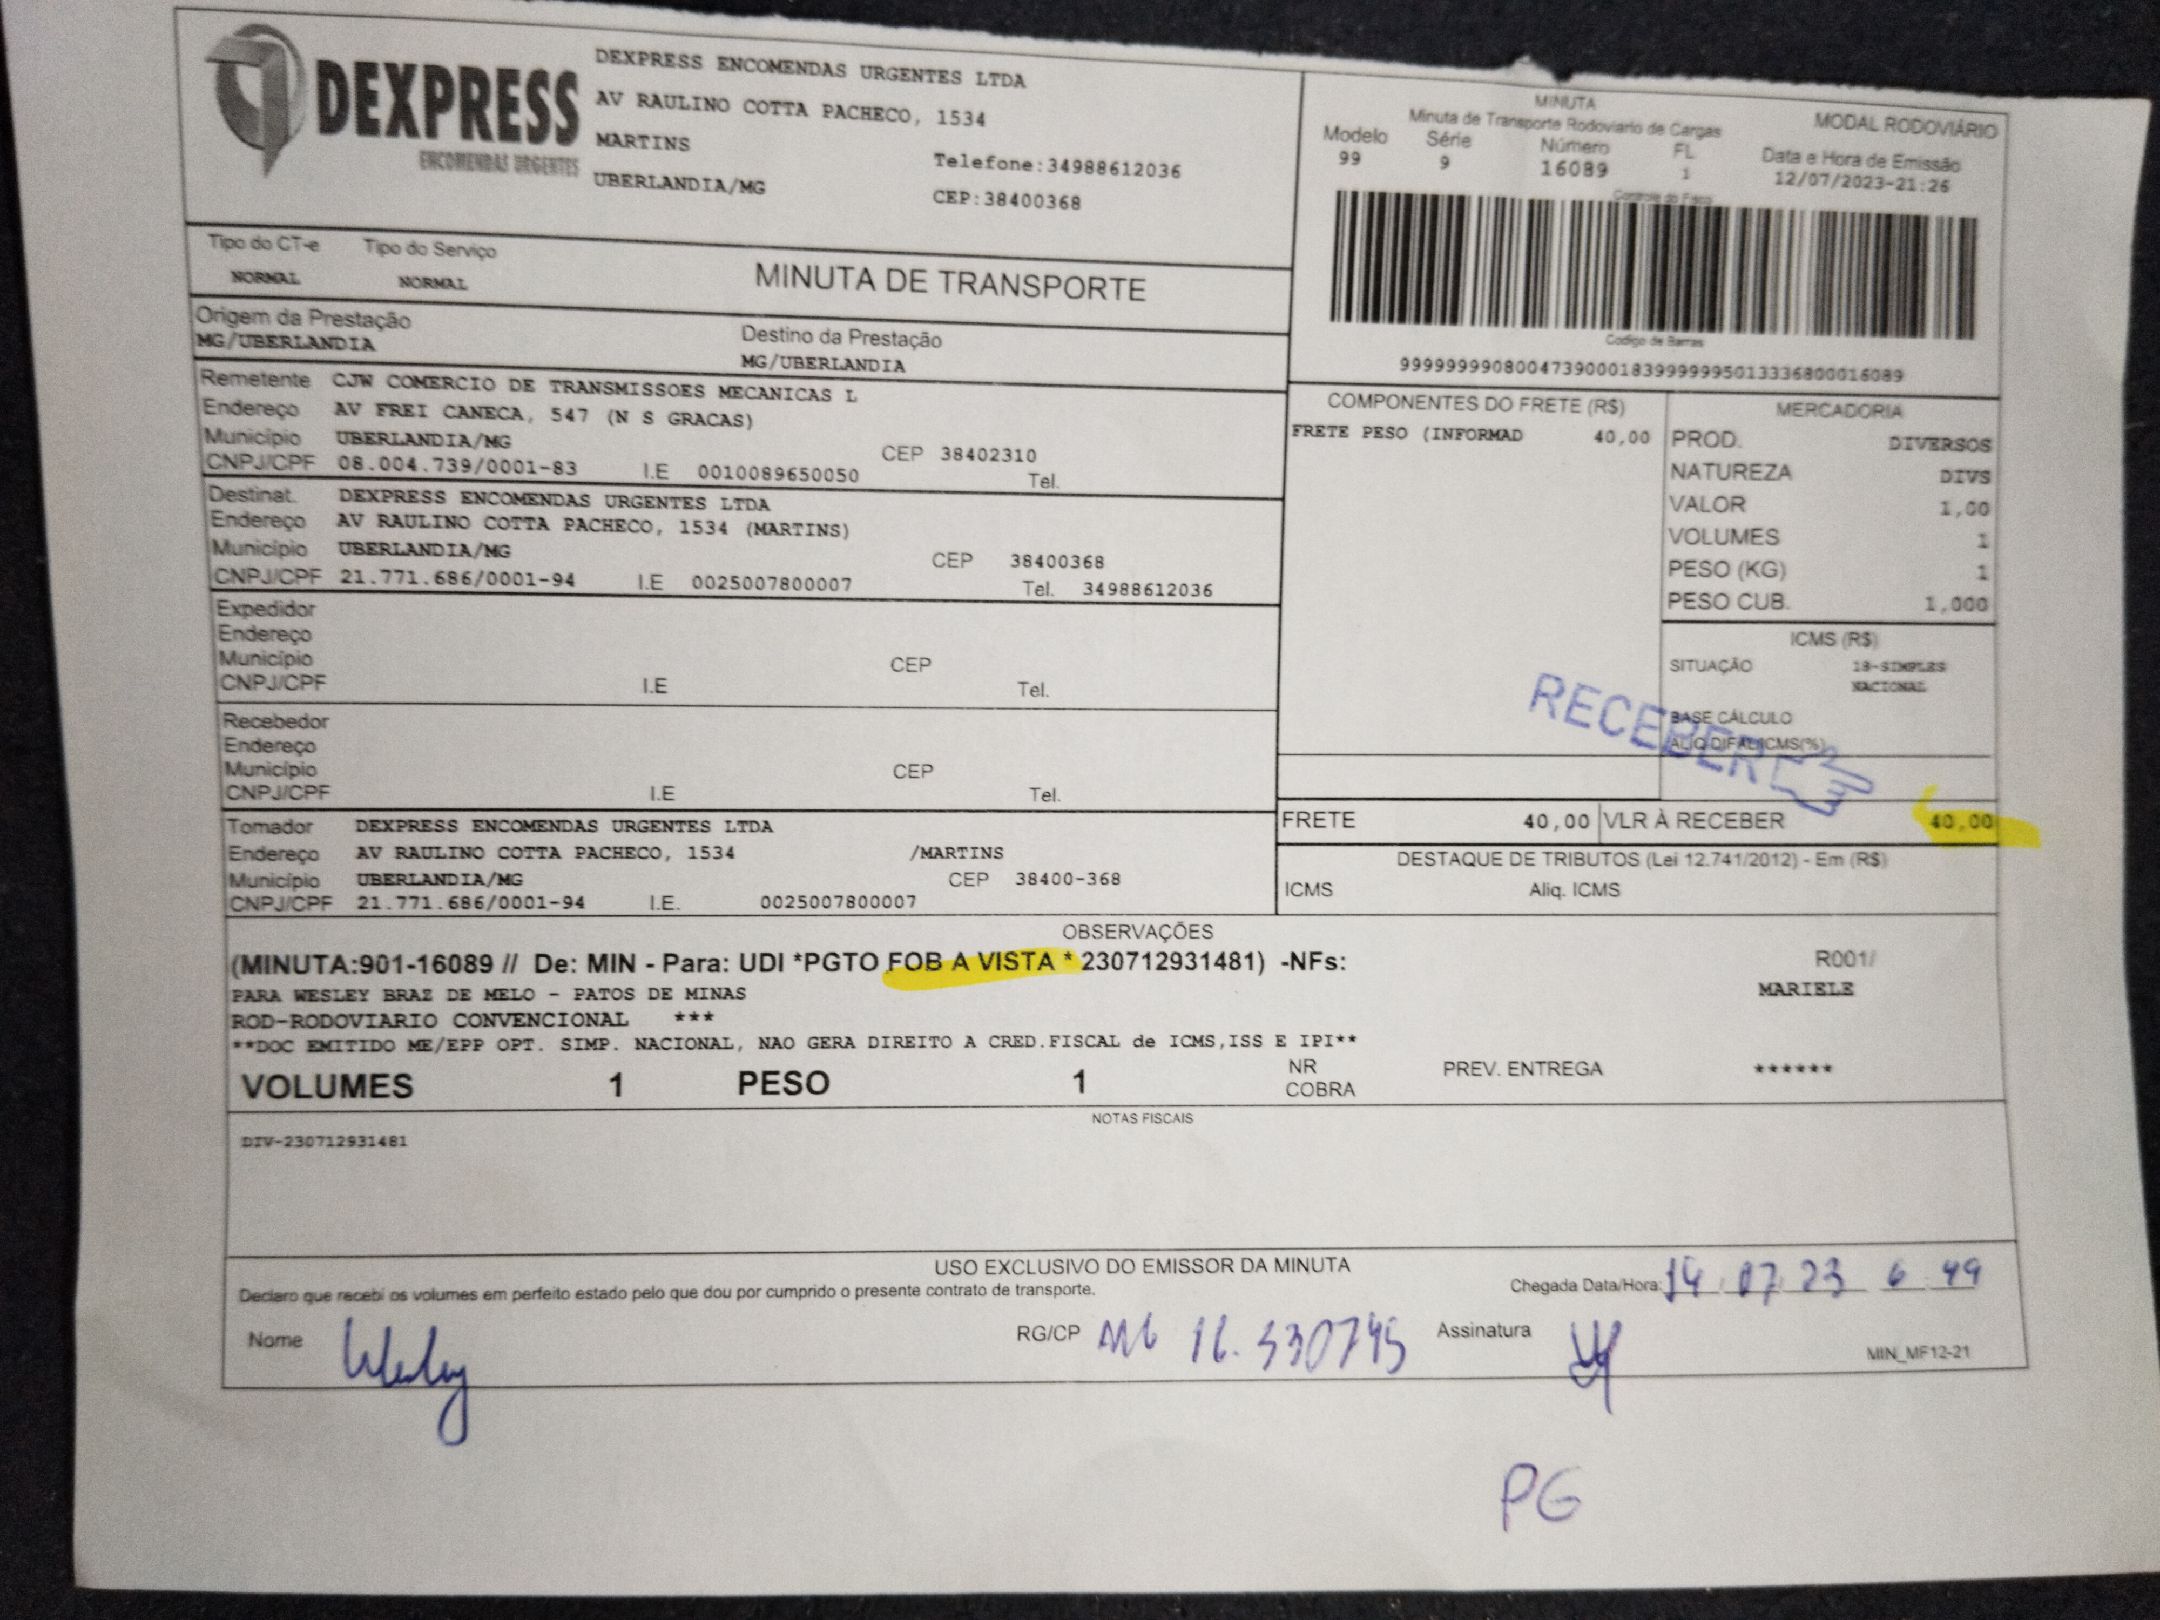 DEXPRESS
ENCOMENDAS URGENTES
DEXPRESS ENCOMENDAS URGENTES LTDA
AV RAULINO COTTA PACHECO, 1534
MARTINS
Telefone:34988612036
UBERLANDIA/MG
CEP:38400368
MINUTA
MODAL RODOVIÁRIO
Minuta de Transporte Rodoviario de Cargas
Modelo Série Número FL Data e Hora de Emissão
99 9 16089 1 12/07/2023-21:26
Controle do Fisco
Codigo de Barras
Tipo do CT-e Tipo do Serviço
NORMAL NORMAL
MINUTA DE TRANSPORTE
Origem da Prestação Destino da Prestação
MG/UBERLANDIA MG/UBERLANDIA
Remetente CJW COMERCIO DE TRANSMISSOES MECANICAS L
Endereço AV FREI CANECA, 547 (N S GRACAS)
Município UBERLANDIA/MG CEP 38402310
CNPJ/CPF 08.004.739/0001-83 I.E 0010089650050 Tel.
Destinat. DEXPRESS ENCOMENDAS URGENTES LTDA
Endereço AV RAULINO COTTA PACHECO, 1534 (MARTINS)
Município UBERLANDIA/MG CEP 38400368
CNPJ/CPF 21.771.686/0001-94 I.E 0025007800007 Tel. 34988612036
Expedidor
Endereço
Município CEP
CNPJ/CPF I.E Tel.
Recebedor
Endereço
Município CEP
CNPJ/CPF I.E Tel.
Tomador DEXPRESS ENCOMENDAS URGENTES LTDA
Endereço AV RAULINO COTTA PACHECO, 1534 /MARTINS
Município UBERLANDIA/MG CEP 38400-368
CNPJ/CPF 21.771.686/0001-94 I.E. 0025007800007
COMPONENTES DO FRETE (R$)
FRETE PESO (INFORMAD 40,00
MERCADORIA
PROD. DIVERSOS
NATUREZA DIVS
VALOR 1,00
VOLUMES 1
PESO (KG) 1
PESO CUB. 1,000
ICMS (R$)
SITUAÇÃO 18-SIMPLES
NACIONAL
BASE CÁLCULO
ALIQ DIFAL/ICMS(%)
RECEBER
FRETE 40,00 VLR À RECEBER 40,00
DESTAQUE DE TRIBUTOS (Lei 12.741/2012) - Em (R$)
ICMS Aliq. ICMS
OBSERVAÇÕES
(MINUTA:901-16089 // De: MIN - Para: UDI *PGTO FOB A VISTA * 230712931481) -NFs: R001/
PARA WESLEY BRAZ DE MELO - PATOS DE MINAS MARIELE
ROD-RODOVIARIO CONVENCIONAL ***
**DOC EMITIDO ME/EPP OPT. SIMP. NACIONAL, NAO GERA DIREITO A CRED.FISCAL de ICMS,ISS E IPI**
VOLUMES 1 PESO 1 NR COBRA PREV. ENTREGA ******
NOTAS FISCAIS
DIV-230712931481
USO EXCLUSIVO DO EMISSOR DA MINUTA
Declaro que recebi os volumes em perfeito estado pelo que dou por cumprido o presente contrato de transporte. Chegada Data/Hora: 14 07 23
Nome Wesley RG/CP MG Assinatura
MIN_MF12-21
PG